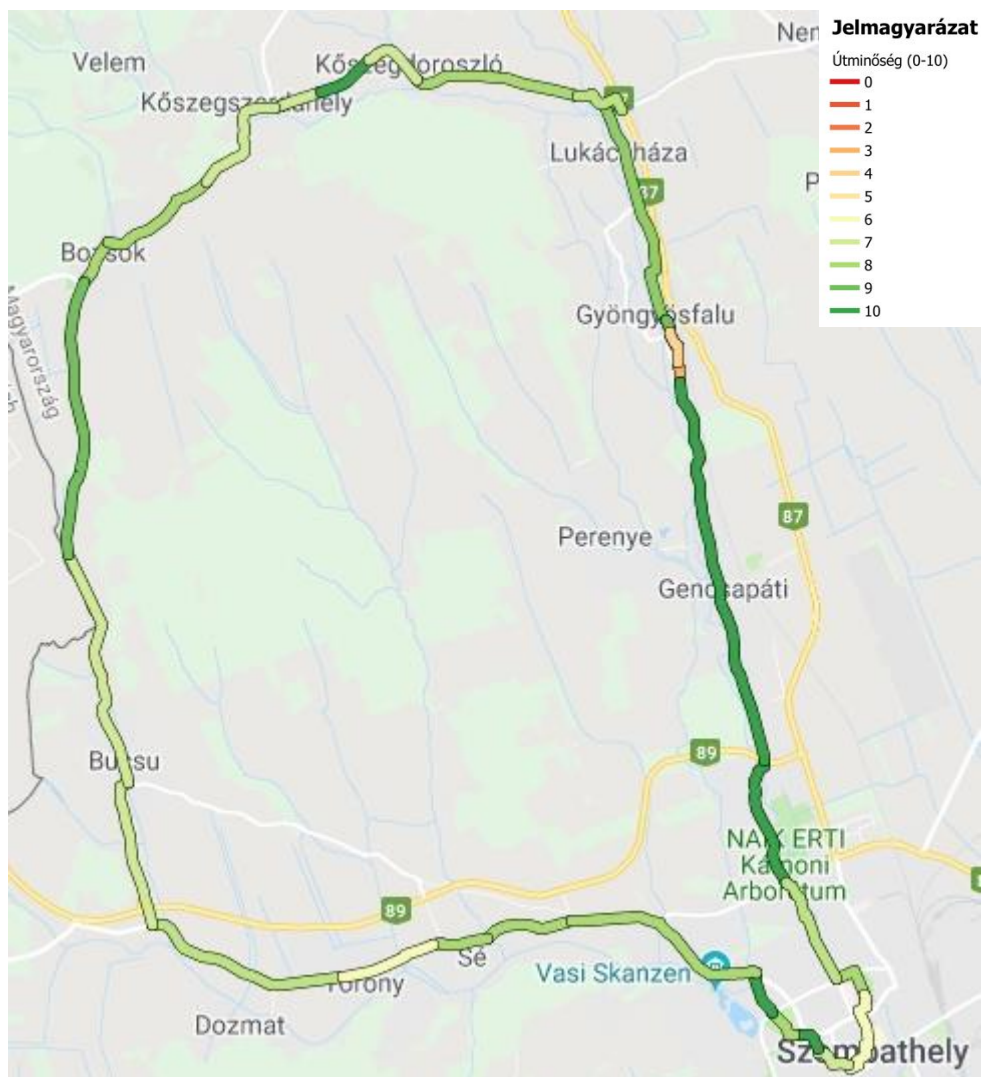 Velem
Kőszegdoroszló
Kőszegszerdahely
Nem
Jelmagyarázat
Útminőség (0-10)
0
1
2
3
4
5
6
7
8
9
10
Lukácsháza
87
P
Bozsok
Magyarország
Gyöngyösfalu
87
Perenye
Gencsapáti
89
Bucsu
NAIK ERTI
Kámoni
Arborétum
89
Sé
Vasi Skanzen
Torony
Dozmat
Szombathely